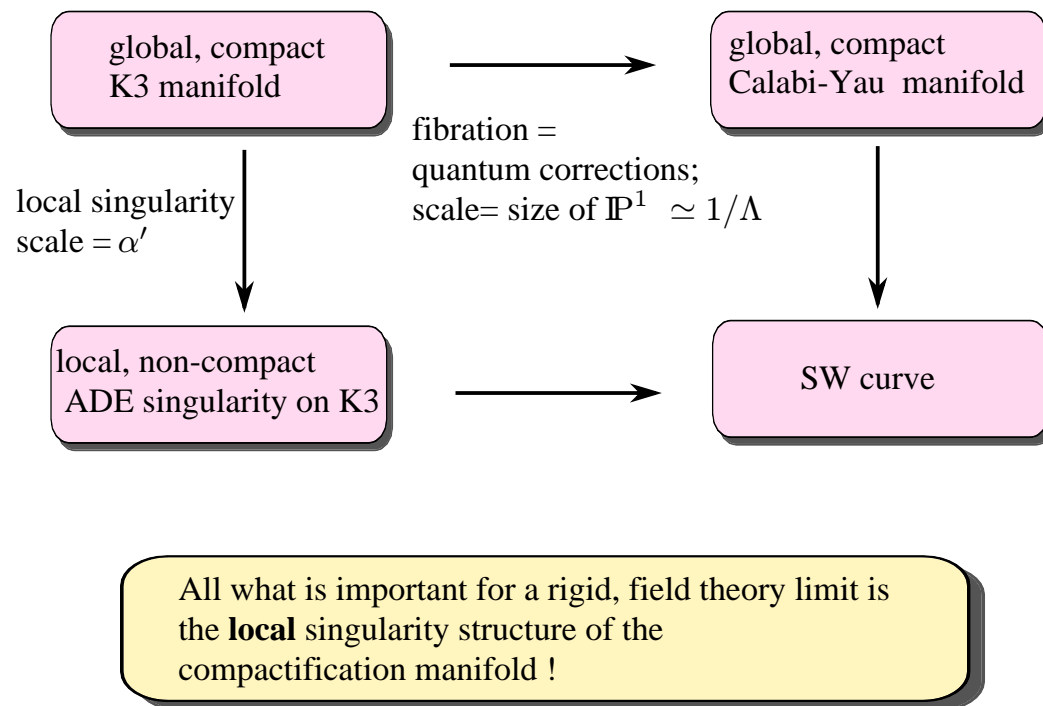 global, compact
K3 manifold
global, compact
Calabi-Yau manifold
fibration =
quantum corrections;
scale= size of ℙ¹ ≃ 1/Λ
local singularity
scale = α′
local, non-compact
ADE singularity on K3
SW curve
All what is important for a rigid, field theory limit is
the local singularity structure of the
compactification manifold !